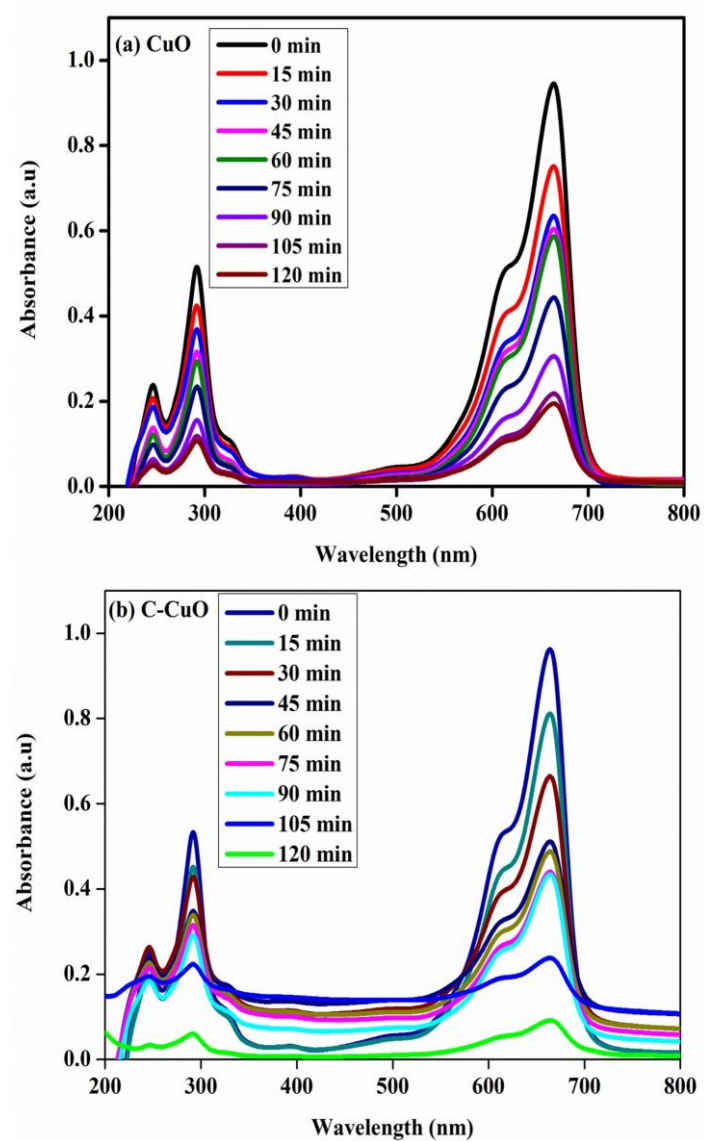 (a) CuO
0 min
15 min
30 min
45 min
60 min
75 min
90 min
105 min
120 min
1.0
0.8
0.6
0.4
0.2
0.0
Absorbance (a.u)
200 300 400 500 600 700 800
Wavelength (nm)
(b) C-CuO
0 min
15 min
30 min
45 min
60 min
75 min
90 min
105 min
120 min
1.0
0.8
0.6
0.4
0.2
0.0
Absorbance (a.u)
200 300 400 500 600 700 800
Wavelength (nm)